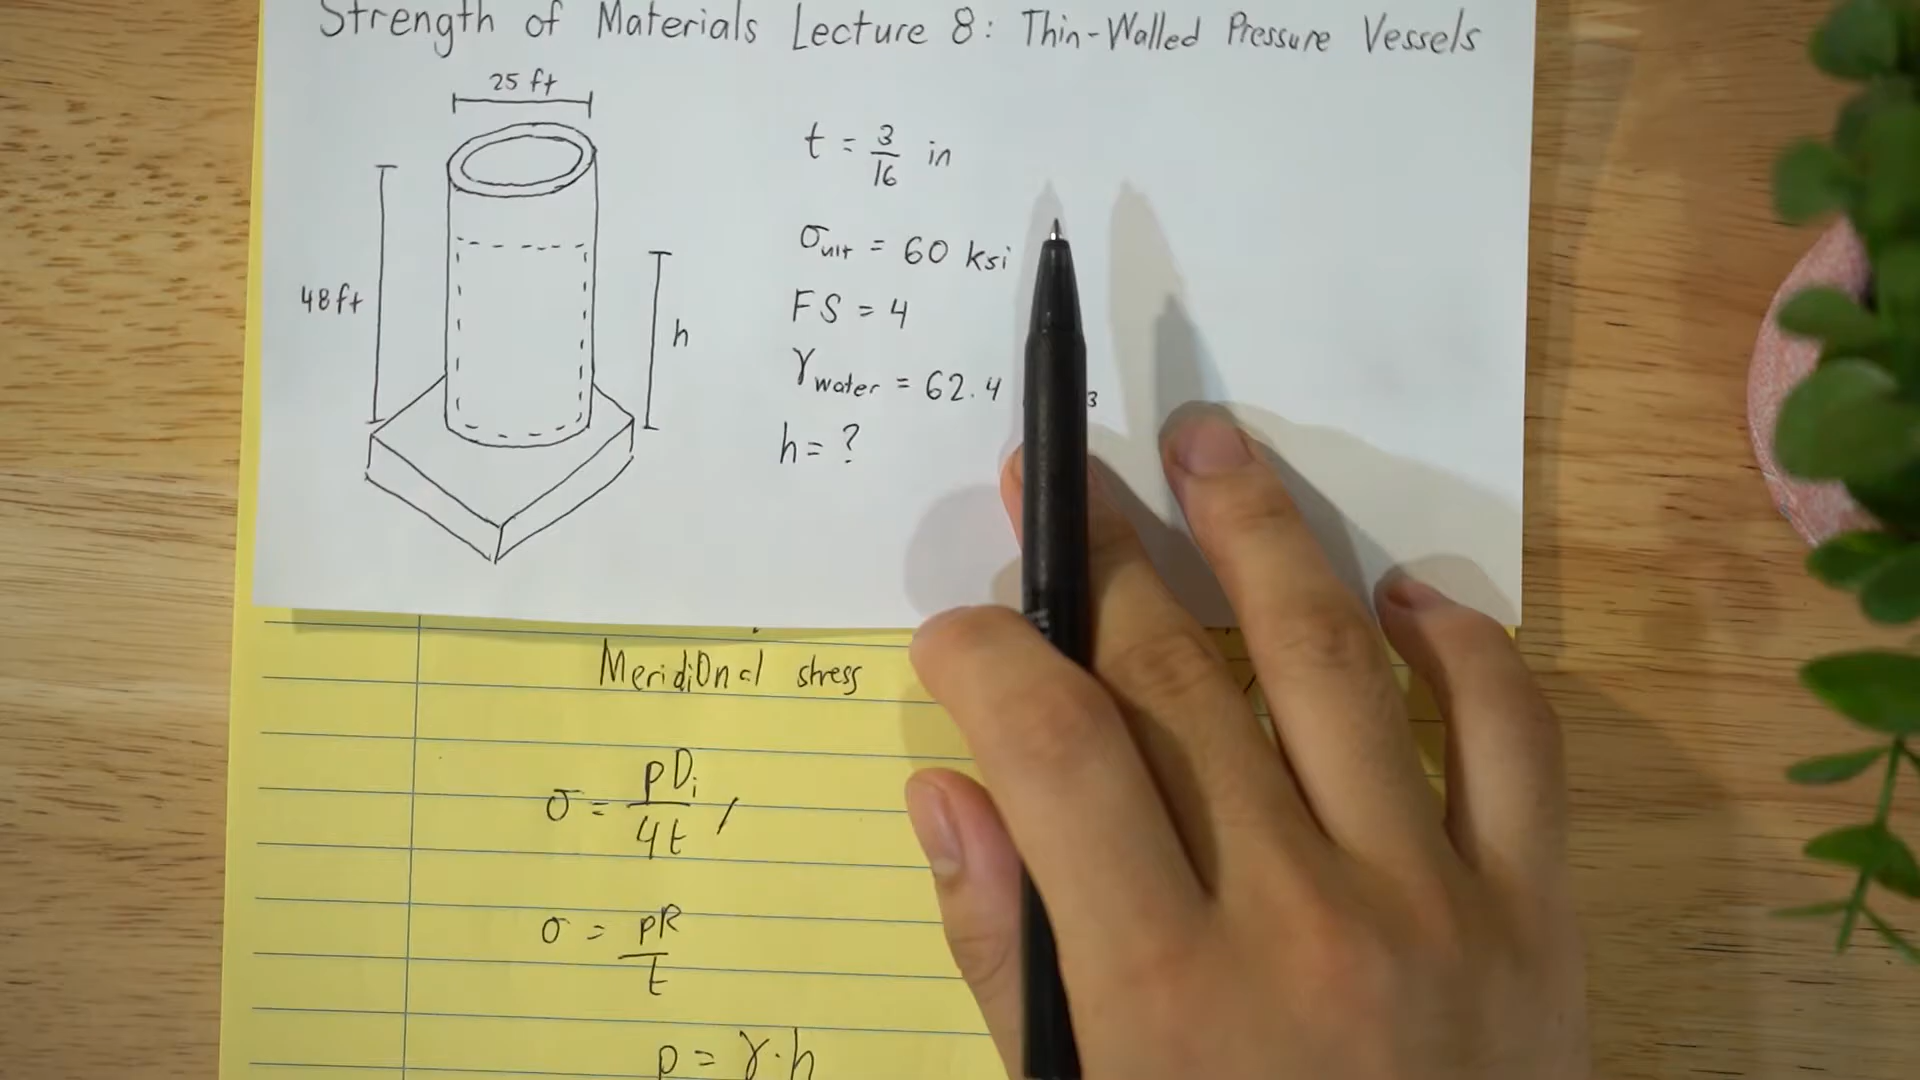 Strength of Materials Lecture 8: Thin-Walled Pressure Vessels
25 ft
48ft
h
t = 3/16 in
σult = 60 ksi
FS = 4
γwater = 62.4
3
h = ?
Meridional stress
σ = pDi/4t
σ = pR/t
p = γ·h